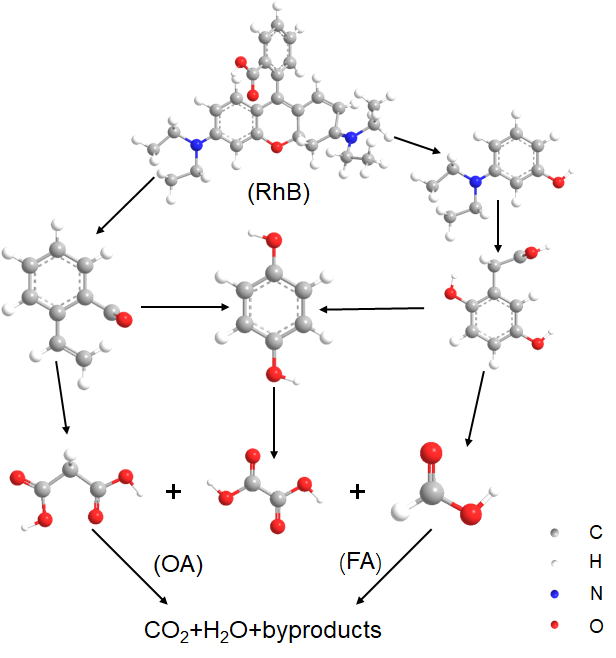 (RhB)
+
+
(OA)
(FA)
CO₂+H₂O+byproducts
C
H
N
O